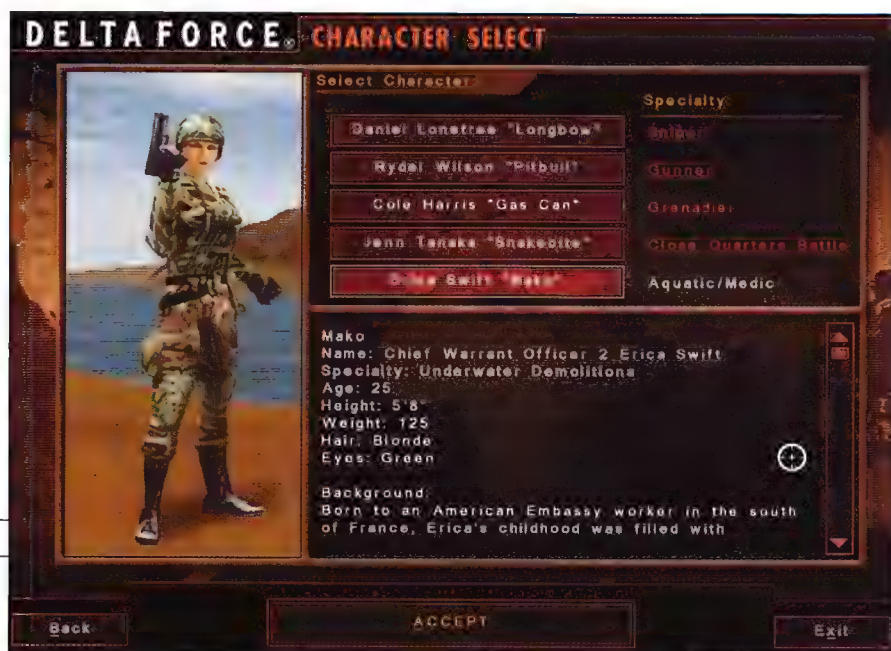 DELTA FORCE® CHARACTER SELECT
Select Character
Specialty:
Daniel Lonetree "Longbow"
Sniper
Rydel Wilson "Pitbull"
Gunner
Cole Harris "Gas Can"
Grenadier
Jenn Tanaka "Snakebite"
Close Quarters Battle
Erica Swift "Mako"
Aquatic/Medic
Mako
Name: Chief Warrant Officer 2 Erica Swift
Specialty: Underwater Demolitions
Age: 25
Height: 5'8"
Weight: 125
Hair: Blonde
Eyes: Green
Background:
Born to an American Embassy worker in the south
of France, Erica's childhood was filled with
Back
ACCEPT
Exit